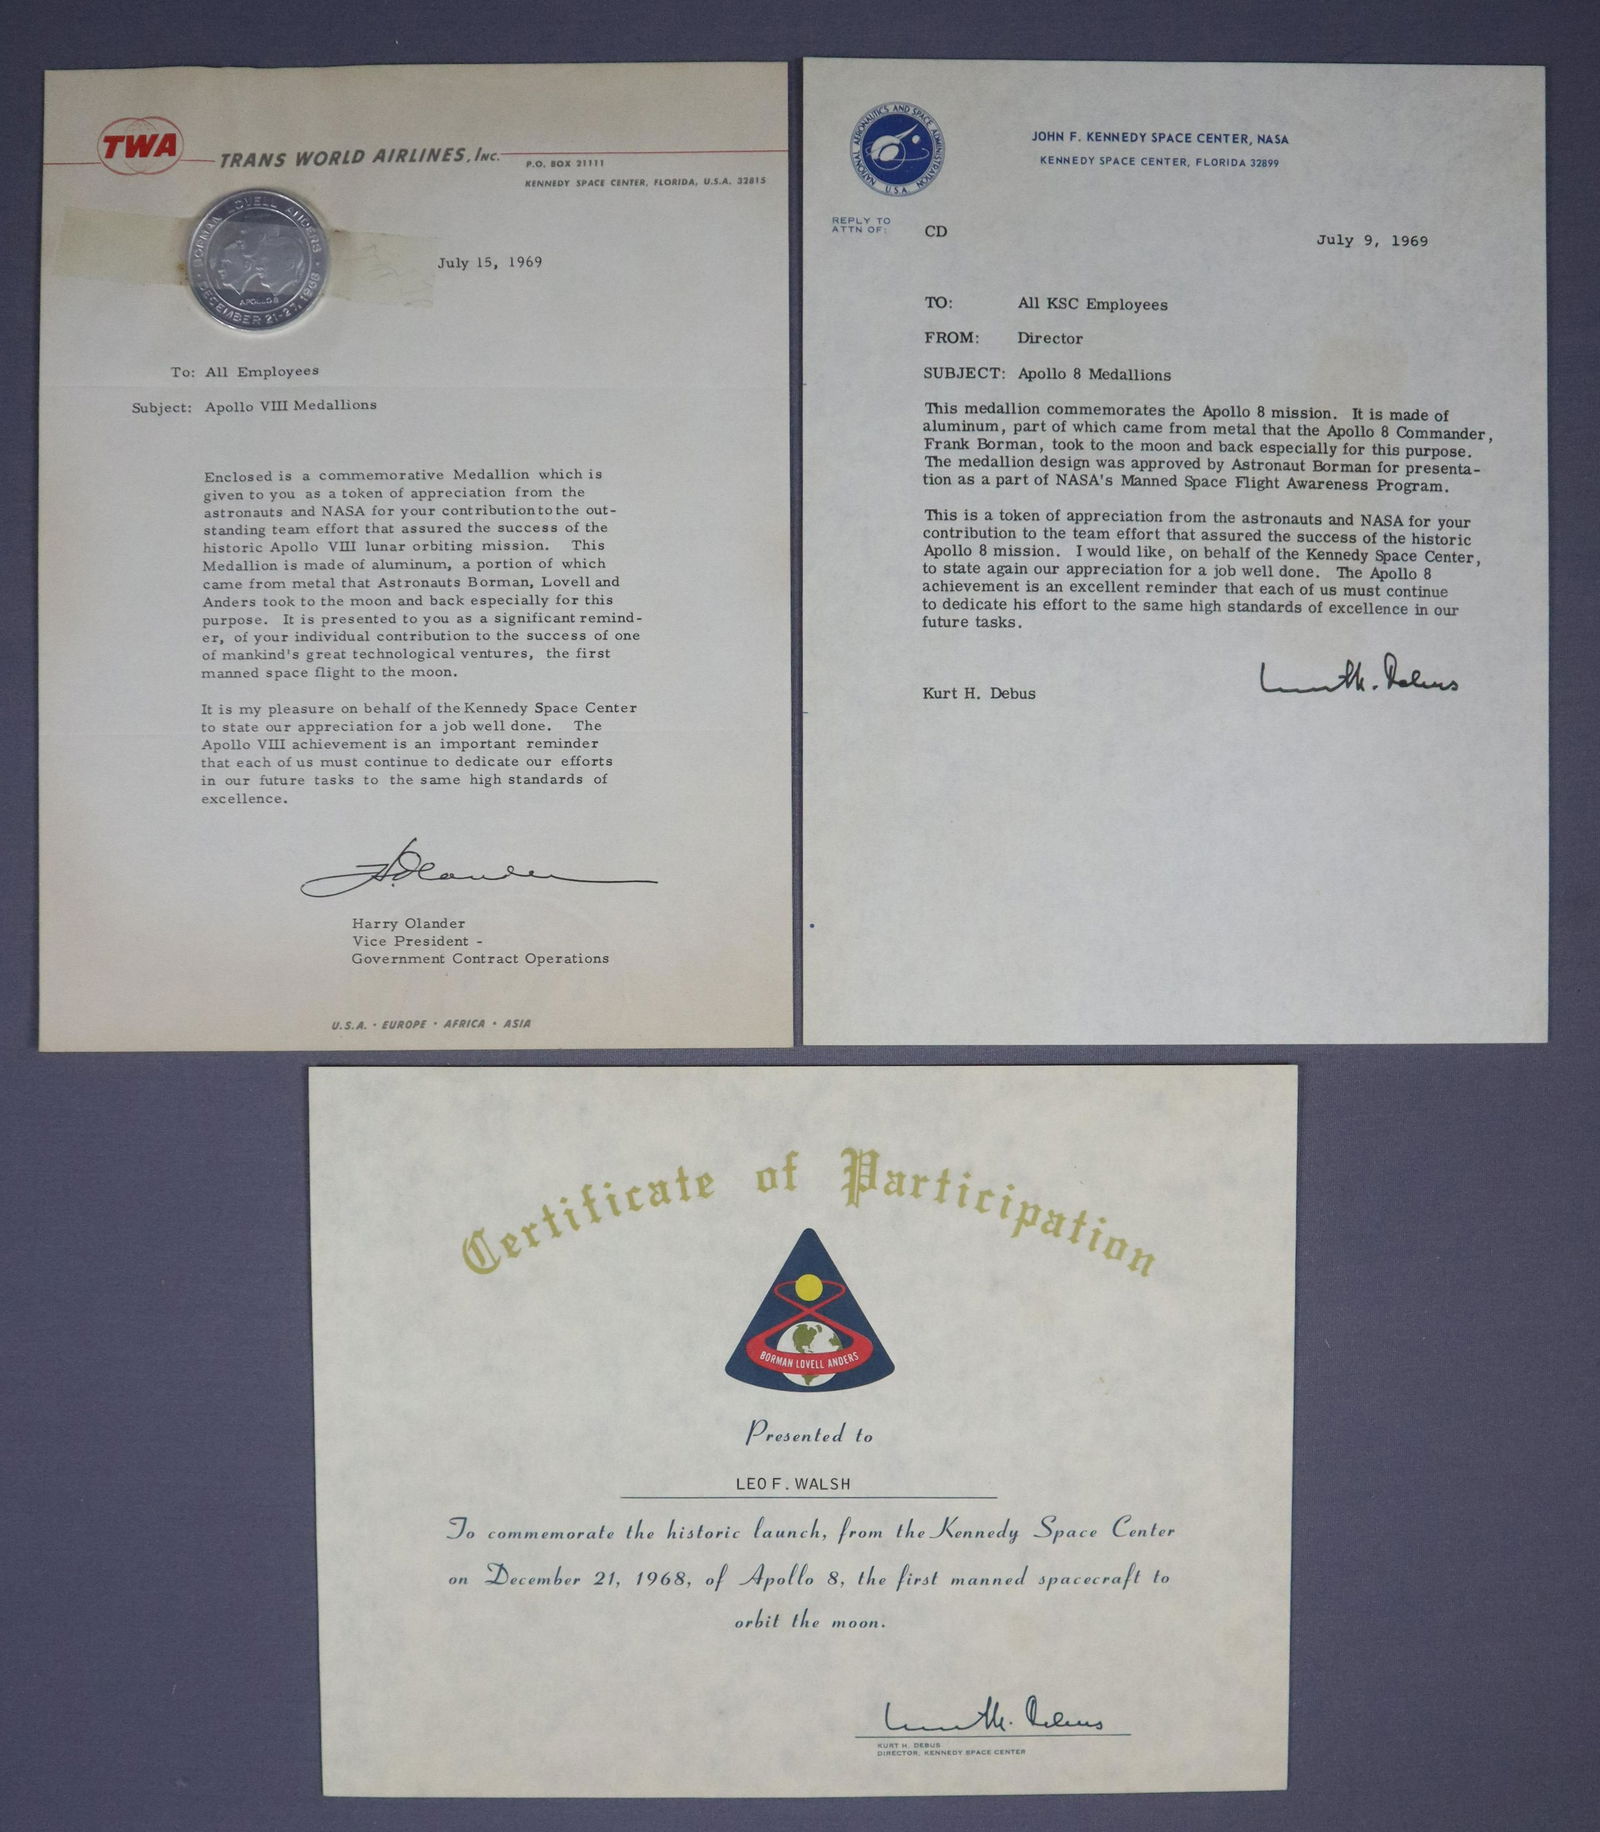 TWA
TRANS WORLD AIRLINES, INC.
P.O. BOX 21111
KENNEDY SPACE CENTER, FLORIDA, U.S.A. 32815
BORMAN LOVELL ANDERS
APOLLO 8
DECEMBER 21-27, 1968
July 15, 1969
To: All Employees
Subject: Apollo VIII Medallions
Enclosed is a commemorative Medallion which is
given to you as a token of appreciation from the
astronauts and NASA for your contribution to the out-
standing team effort that assured the success of the
historic Apollo VIII lunar orbiting mission. This
Medallion is made of aluminum, a portion of which
came from metal that Astronauts Borman, Lovell and
Anders took to the moon and back especially for this
purpose. It is presented to you as a significant remind-
er, of your individual contribution to the success of one
of mankind's great technological ventures, the first
manned space flight to the moon.
It is my pleasure on behalf of the Kennedy Space Center
to state our appreciation for a job well done. The
Apollo VIII achievement is an important reminder
that each of us must continue to dedicate our efforts
in our future tasks to the same high standards of
excellence.
H. Olander
Harry Olander
Vice President -
Government Contract Operations
U.S.A. • EUROPE • AFRICA • ASIA
NATIONAL AERONAUTICS AND SPACE ADMINISTRATION
U.S.A.
JOHN F. KENNEDY SPACE CENTER, NASA
KENNEDY SPACE CENTER, FLORIDA 32899
REPLY TO
ATTN OF: CD
July 9, 1969
TO: All KSC Employees
FROM: Director
SUBJECT: Apollo 8 Medallions
This medallion commemorates the Apollo 8 mission. It is made of
aluminum, part of which came from metal that the Apollo 8 Commander,
Frank Borman, took to the moon and back especially for this purpose.
The medallion design was approved by Astronaut Borman for presenta-
tion as a part of NASA's Manned Space Flight Awareness Program.
This is a token of appreciation from the astronauts and NASA for your
contribution to the team effort that assured the success of the historic
Apollo 8 mission. I would like, on behalf of the Kennedy Space Center,
to state again our appreciation for a job well done. The Apollo 8
achievement is an excellent reminder that each of us must continue
to dedicate his effort to the same high standards of excellence in our
future tasks.
Kurt H. Debus
Kurt H. Debus
Certificate of Participation
BORMAN LOVELL ANDERS
Presented to
LEO F. WALSH
To commemorate the historic launch, from the Kennedy Space Center
on December 21, 1968, of Apollo 8, the first manned spacecraft to
orbit the moon.
Kurt H. Debus
KURT H. DEBUS
DIRECTOR, KENNEDY SPACE CENTER